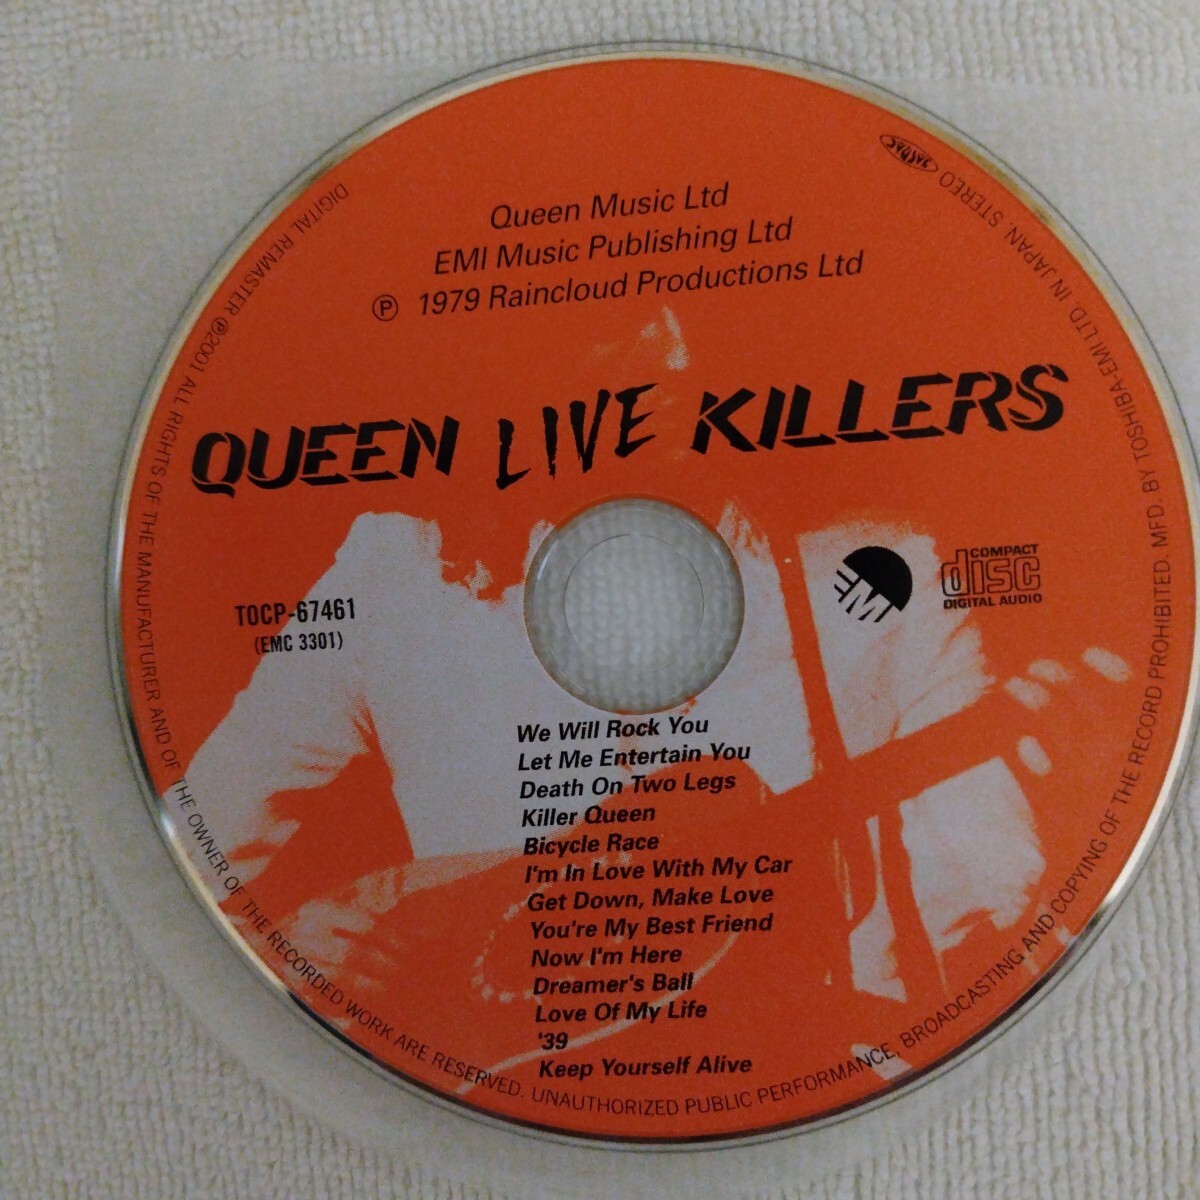 Queen Music Ltd
EMI Music Publishing Ltd
℗ 1979 Raincloud Productions Ltd
QUEEN LIVE KILLERS
TOCP-67461
(EMC 3301)
EMI
COMPACT
disc
DIGITAL AUDIO
We Will Rock You
Let Me Entertain You
Death On Two Legs
Killer Queen
Bicycle Race
I'm In Love With My Car
Get Down, Make Love
You're My Best Friend
Now I'm Here
Dreamer's Ball
Love Of My Life
'39
Keep Yourself Alive
DIGITAL REMASTER ℗2001 ALL RIGHTS OF THE MANUFACTURER AND OF THE OWNER OF THE RECORDED WORK ARE RESERVED. UNAUTHORIZED PUBLIC PERFORMANCE, BROADCASTING AND COPYING OF THE RECORD PROHIBITED. MFD. BY TOSHIBA-EMI LTD. IN JAPAN. STEREO
JASRAC